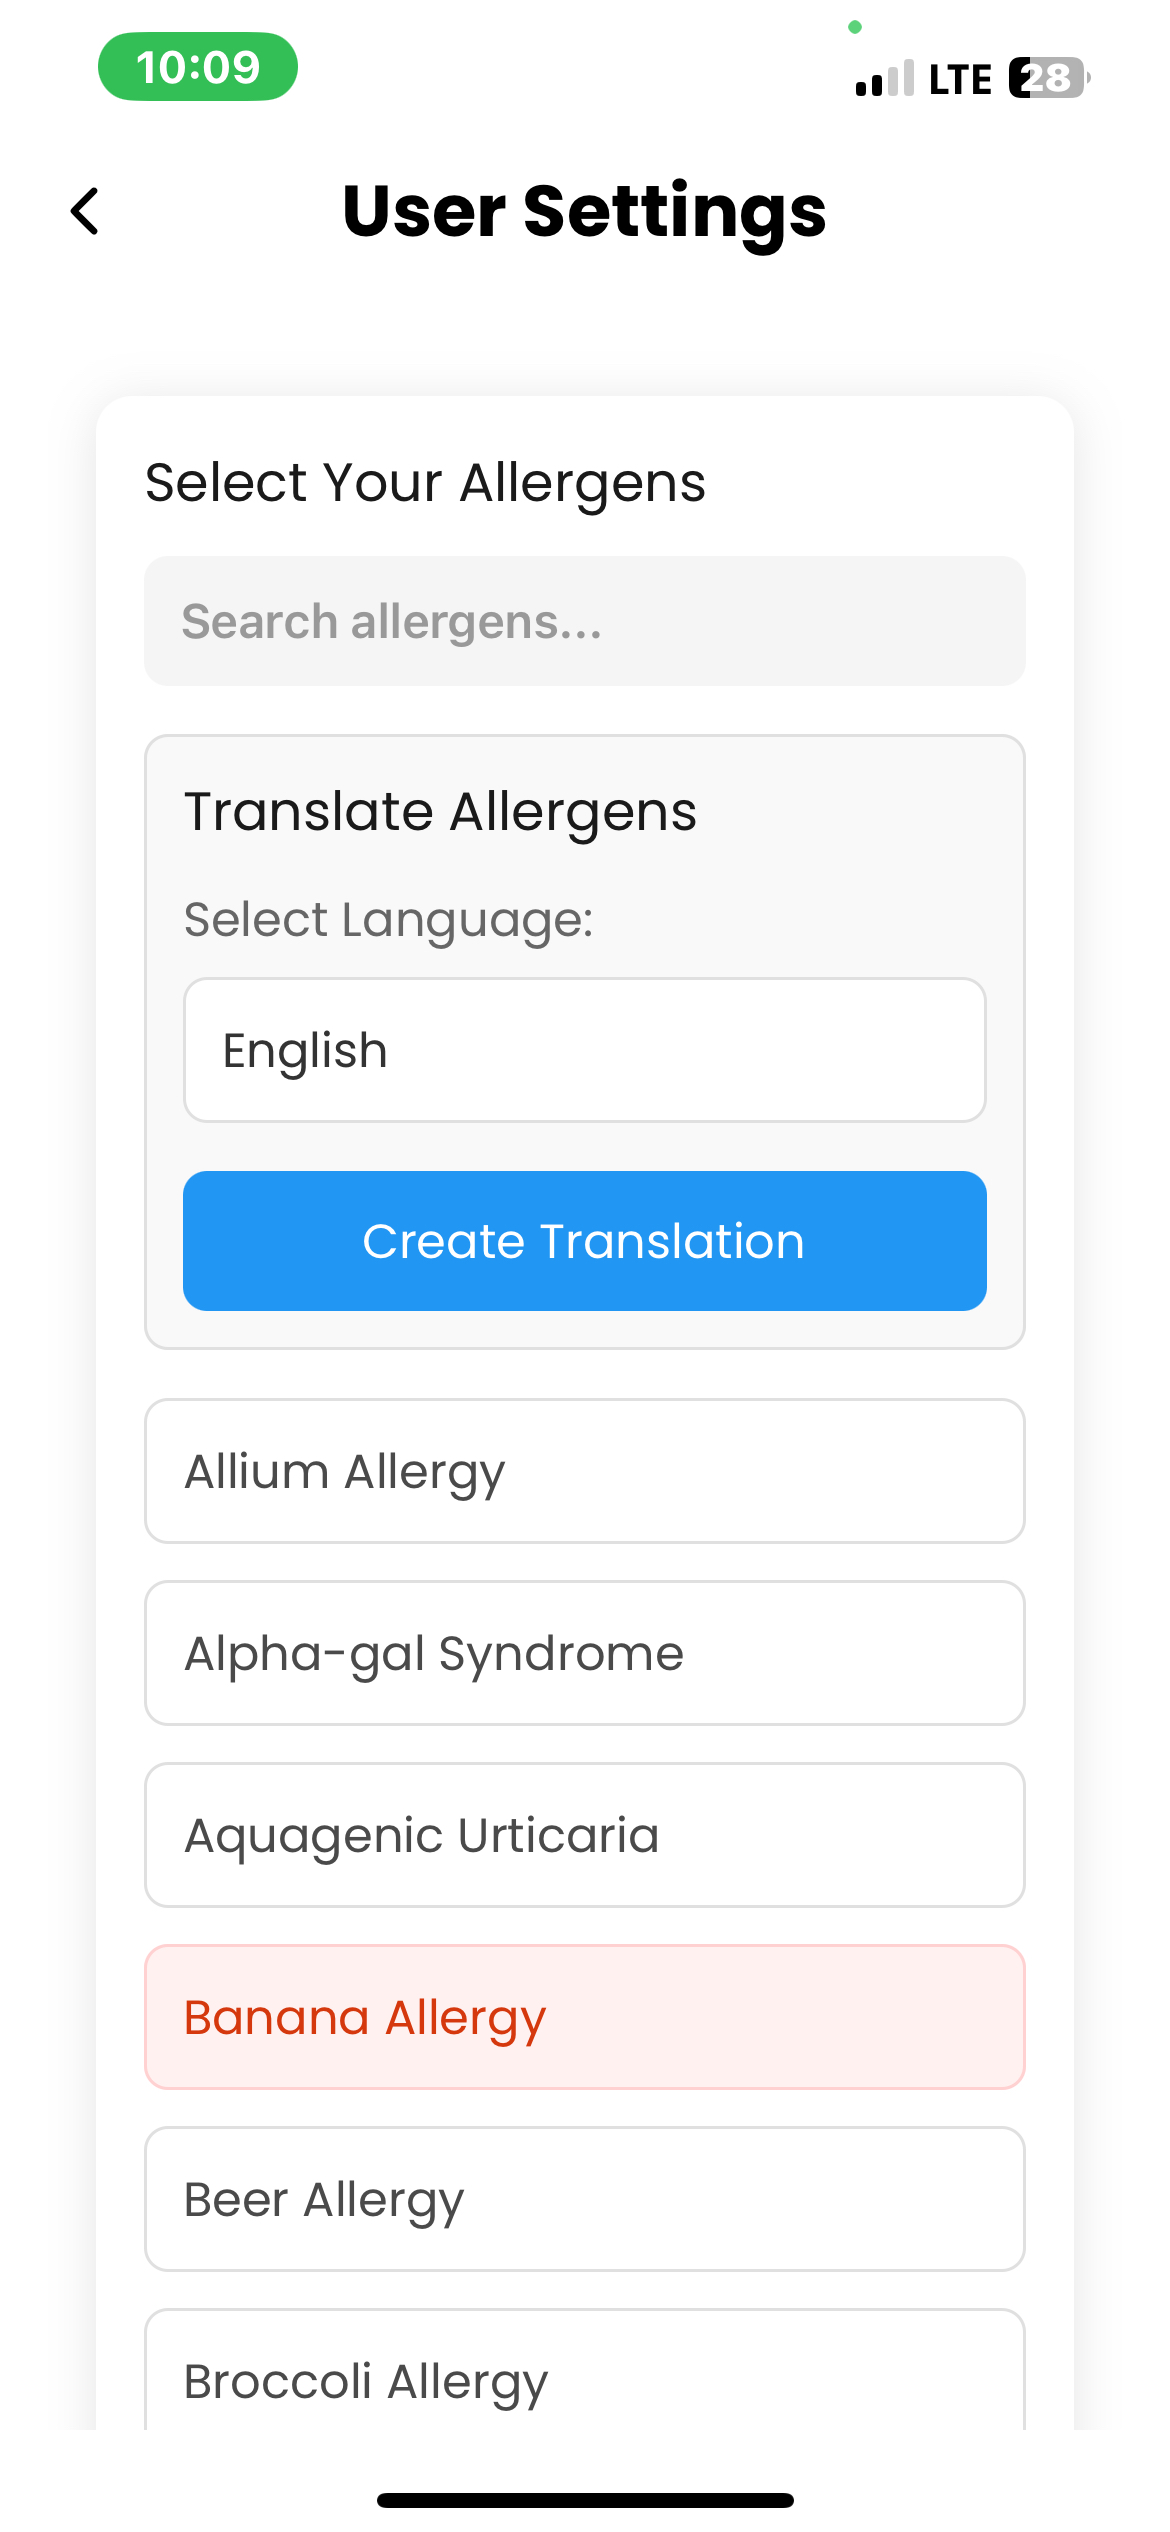 10:09
LTE 28
User Settings
Select Your Allergens
Search allergens...
Translate Allergens
Select Language:
English
Create Translation
Allium Allergy
Alpha-gal Syndrome
Aquagenic Urticaria
Banana Allergy
Beer Allergy
Broccoli Allergy